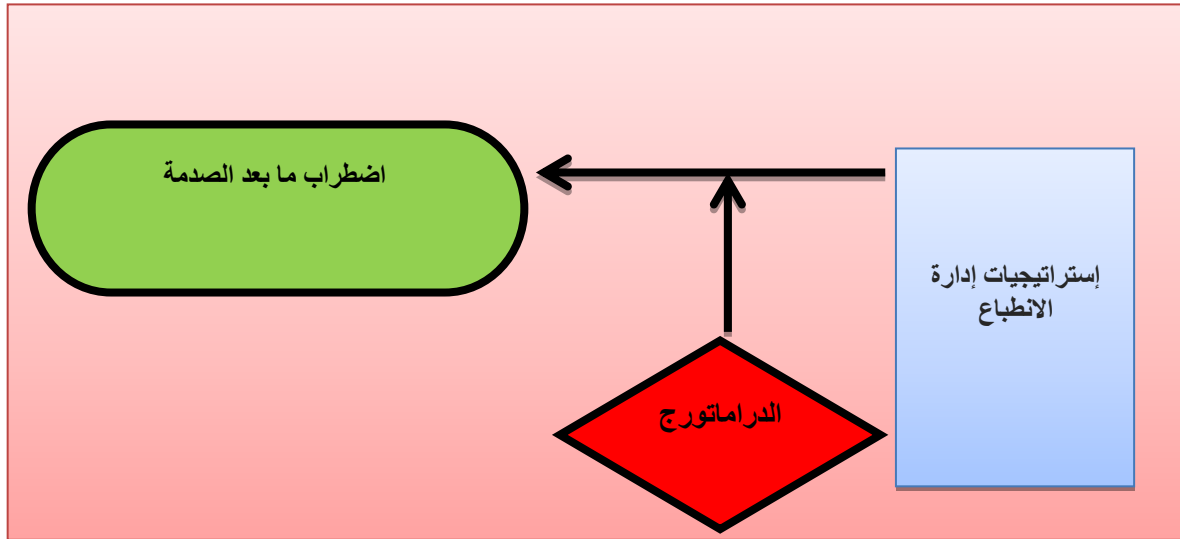 اضطراب ما بعد الصدمة
إستراتيجيات إدارة
الانطباع
الدراماتورج